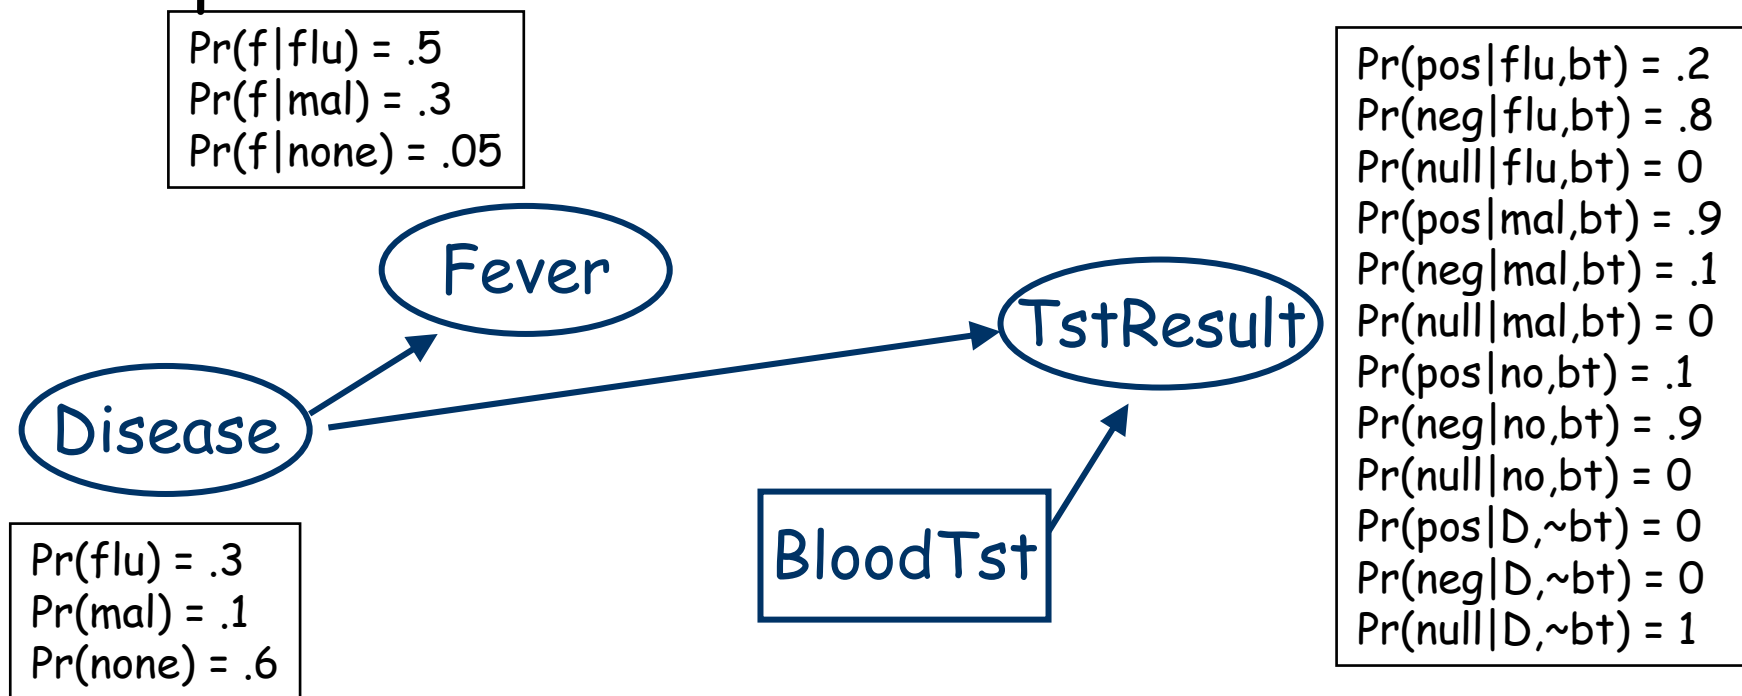 Pr(f|flu) = .5
Pr(f|mal) = .3
Pr(f|none) = .05
Fever
TstResult
Disease
BloodTst
Pr(flu) = .3
Pr(mal) = .1
Pr(none) = .6
Pr(pos|flu,bt) = .2
Pr(neg|flu,bt) = .8
Pr(null|flu,bt) = 0
Pr(pos|mal,bt) = .9
Pr(neg|mal,bt) = .1
Pr(null|mal,bt) = 0
Pr(pos|no,bt) = .1
Pr(neg|no,bt) = .9
Pr(null|no,bt) = 0
Pr(pos|D,~bt) = 0
Pr(neg|D,~bt) = 0
Pr(null|D,~bt) = 1